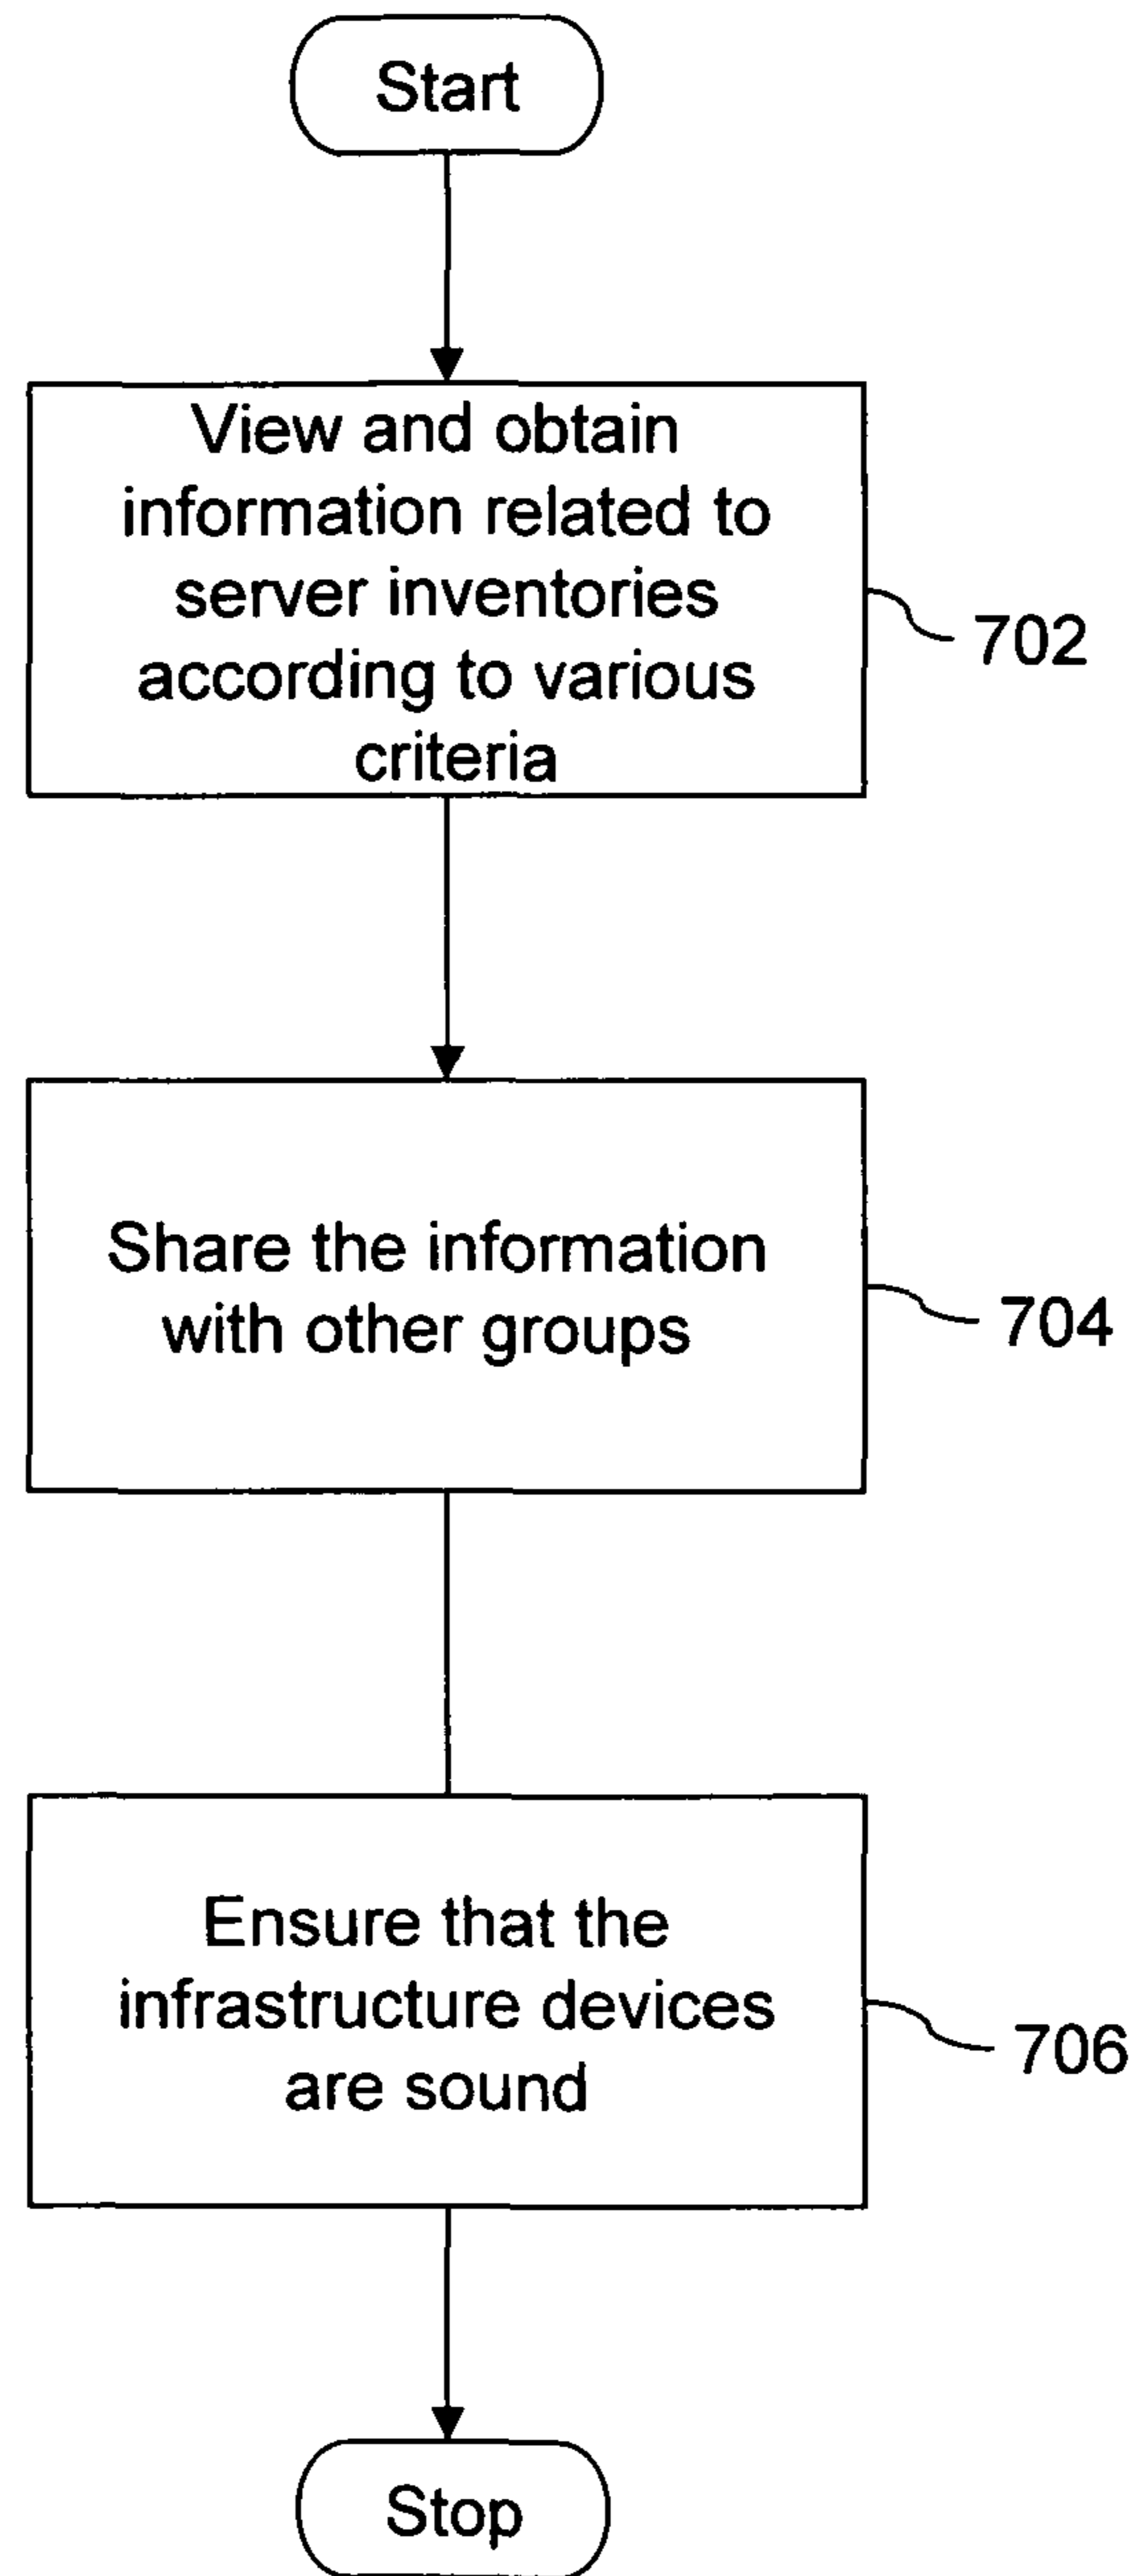 Start
View and obtain
information related to
server inventories
according to various
criteria
702
Share the information
with other groups
704
Ensure that the
infrastructure devices
are sound
706
Stop